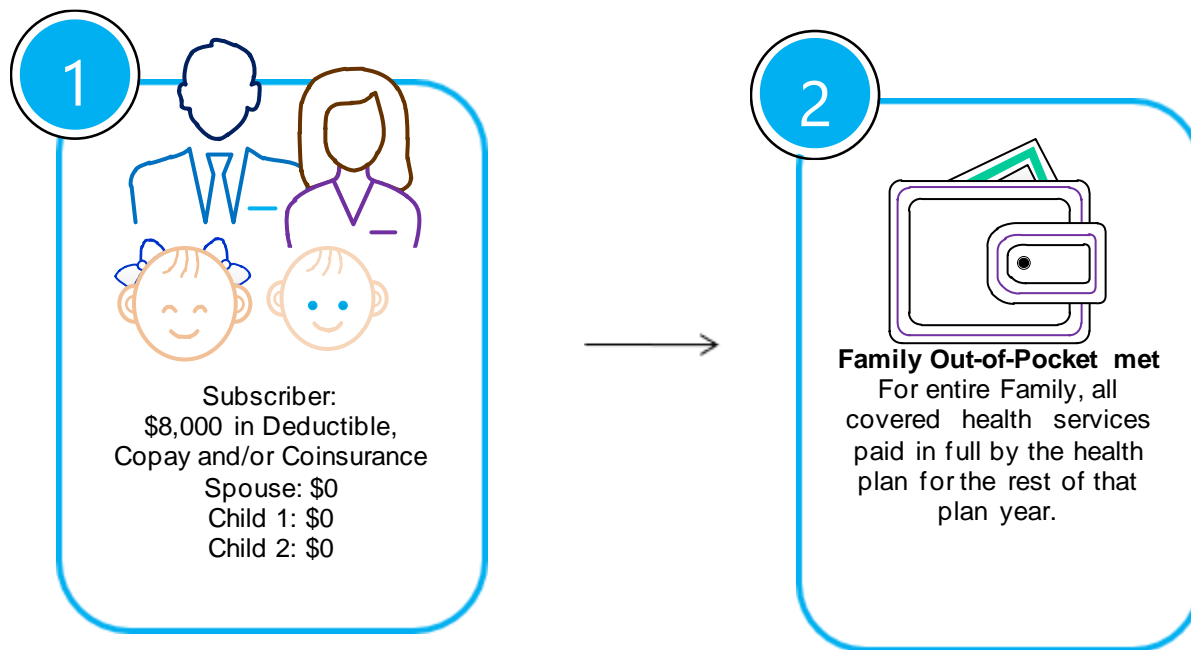 1
Subscriber:
$8,000 in Deductible,
Copay and/or Coinsurance
Spouse: $0
Child 1: $0
Child 2: $0
2
Family Out-of-Pocket met
For entire Family, all
covered health services
paid in full by the health
plan for the rest of that
plan year.